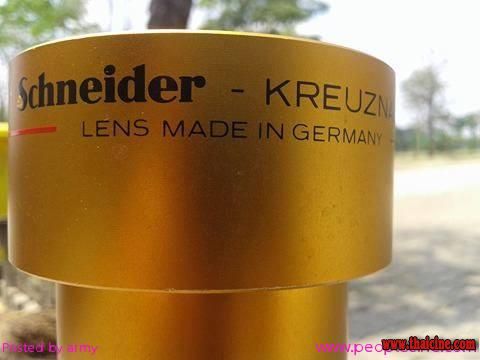 Schneider - KREUZNA
LENS MADE IN GERMANY
Posted by army
www.thaicine.com